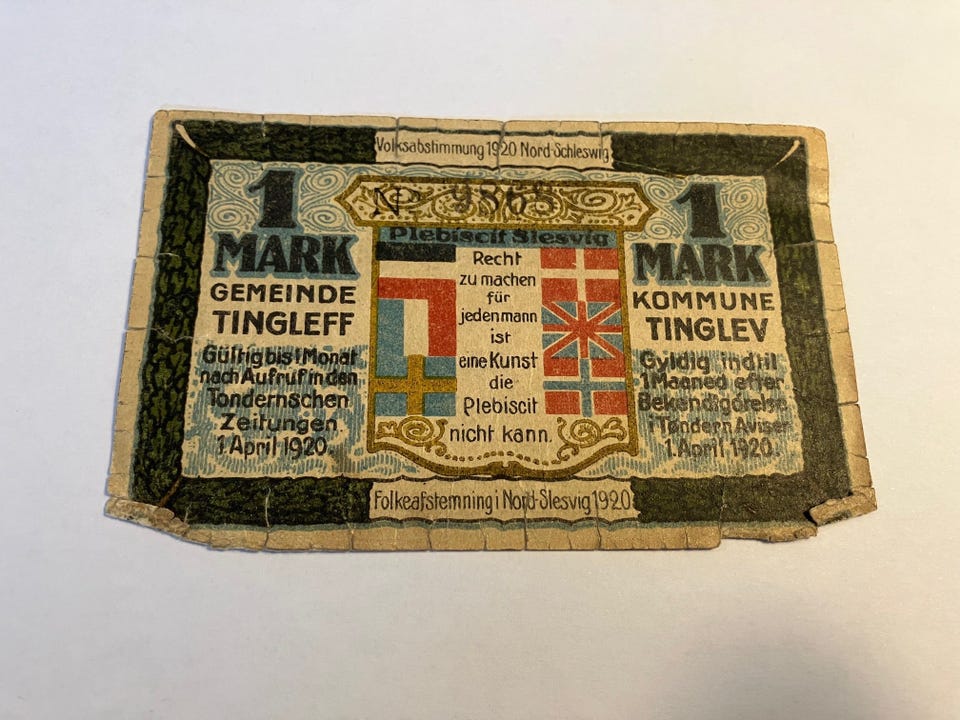 Volksabstimmung 1920 Nord-Schleswig
No 9868
1
MARK
GEMEINDE
TINGLEFF
Gültig bis 1 Monat
nach Aufruf in den
Tondernschen
Zeitungen
1. April 1920.
Plebiscit Slesvig
Recht
zu machen
für
jedenmann
ist
eine Kunst
die
Plebiscit
nicht kann.
1
MARK
KOMMUNE
TINGLEV
Gyldig indtil
1 Maaned efter
Bekendtgørelse
i Tøndern Aviser
1. April 1920.
Folkeafstemning i Nord-Slesvig 1920